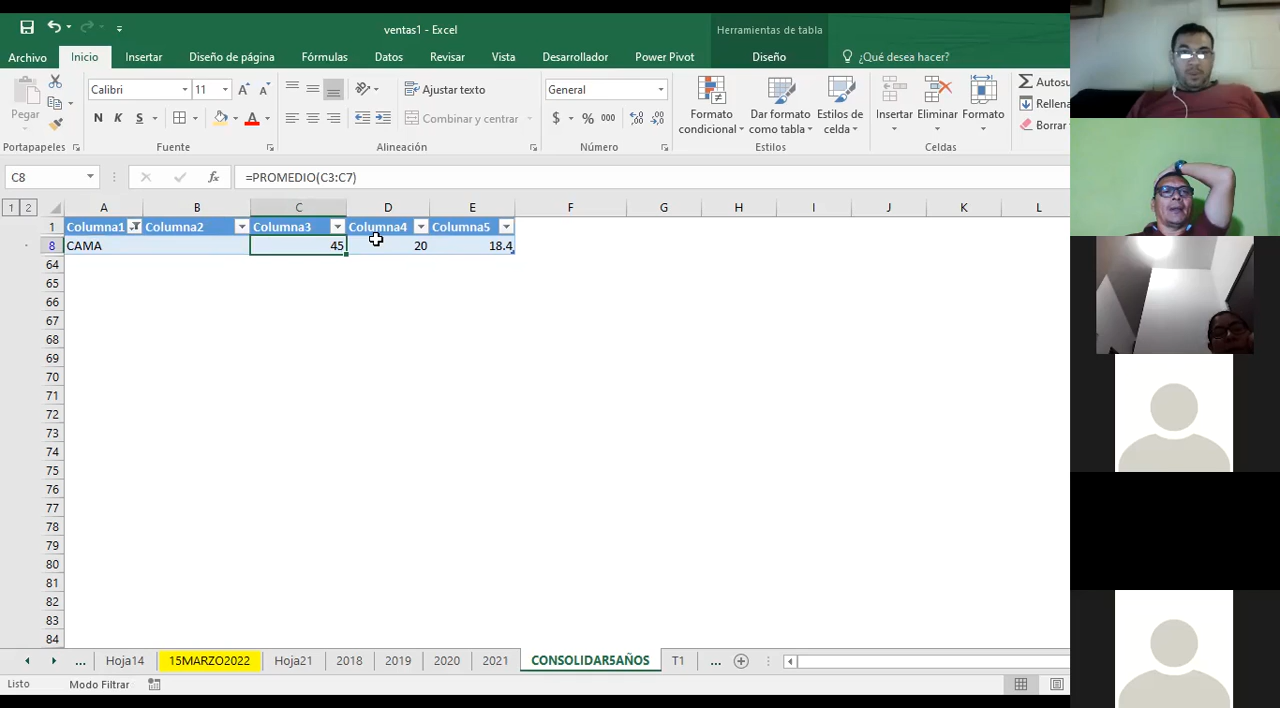 ventas1 - Excel
Herramientas de tabla
Archivo Inicio Insertar Diseño de página Fórmulas Datos Revisar Vista Desarrollador Power Pivot Diseño ¿Qué desea hacer?
Pegar
Calibri 11
N K S
Ajustar texto
Combinar y centrar
General
$ % 000
Formato condicional
Dar formato como tabla
Estilos de celda
Insertar Eliminar Formato
Autosu
Rellena
Borrar
Portapapeles Fuente Alineación Número Estilos Celdas
C8 fx =PROMEDIO(C3:C7)
1 2 A B C D E F G H I J K L
1 Columna1 Columna2 Columna3 Columna4 Columna5
8 CAMA 45 20 18.4
64
65
66
67
68
69
70
71
72
73
74
75
76
77
78
79
80
81
82
83
84
... Hoja14 15MARZO2022 Hoja21 2018 2019 2020 2021 CONSOLIDAR5AÑOS T1 ...
Listo Modo Filtrar